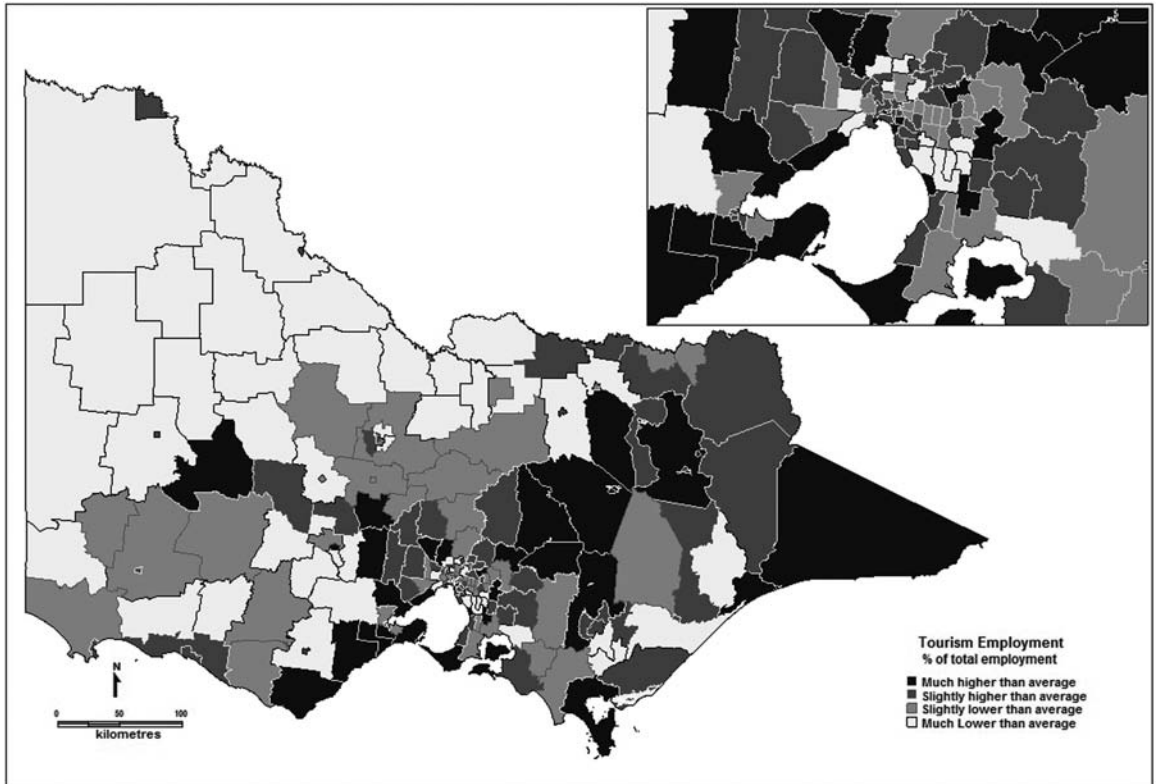 Tourism Employment
% of total employment
Much higher than average
Slightly higher than average
Slightly lower than average
Much Lower than average
N
0 50 100
kilometres